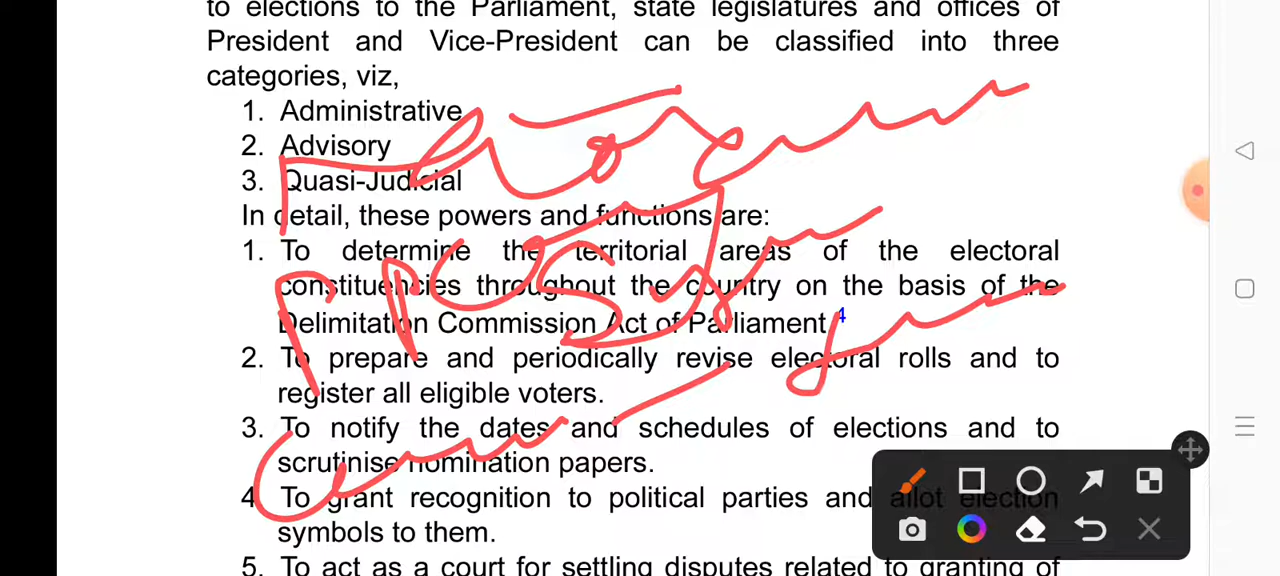 to elections to the Parliament, state legislatures and offices of
President and Vice-President can be classified into three
categories, viz,
1. Administrative
2. Advisory
3. Quasi-Judicial
In detail, these powers and functions are:
1. To determine the territorial areas of the electoral
constituencies throughout the country on the basis of the
Delimitation Commission Act of Parliament.4
2. To prepare and periodically revise electoral rolls and to
register all eligible voters.
3. To notify the dates and schedules of elections and to
scrutinise nomination papers.
4. To grant recognition to political parties and allot election
symbols to them.
5. To act as a court for settling disputes related to granting of